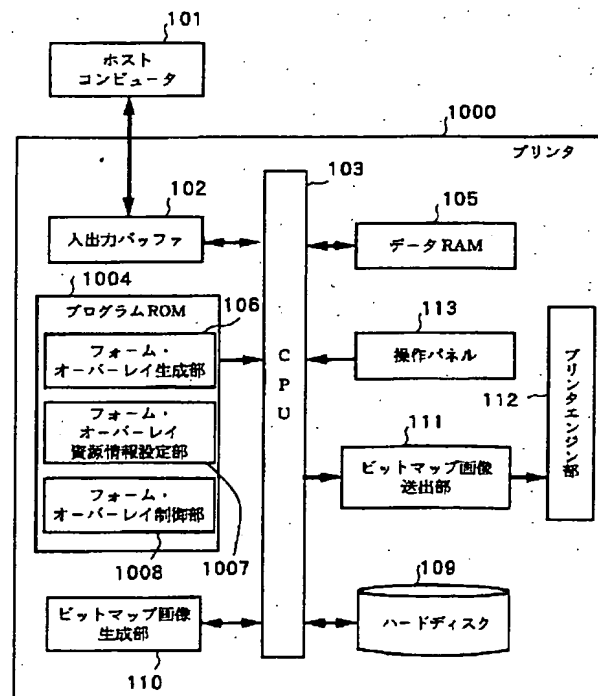 101
ホスト
コンピュータ
1000
プリンタ
103
102
入出力バッファ
105
データRAM
1004
プログラムROM
106
フォーム・
オーバーレイ生成部
フォーム・
オーバーレイ
資源情報設定部
フォーム・
オーバーレイ制御部
1008
1007
CPU
113
操作パネル
111
ビットマップ画像
送出部
112
プリンタエンジン部
109
ハードディスク
ビットマップ画像
生成部
110